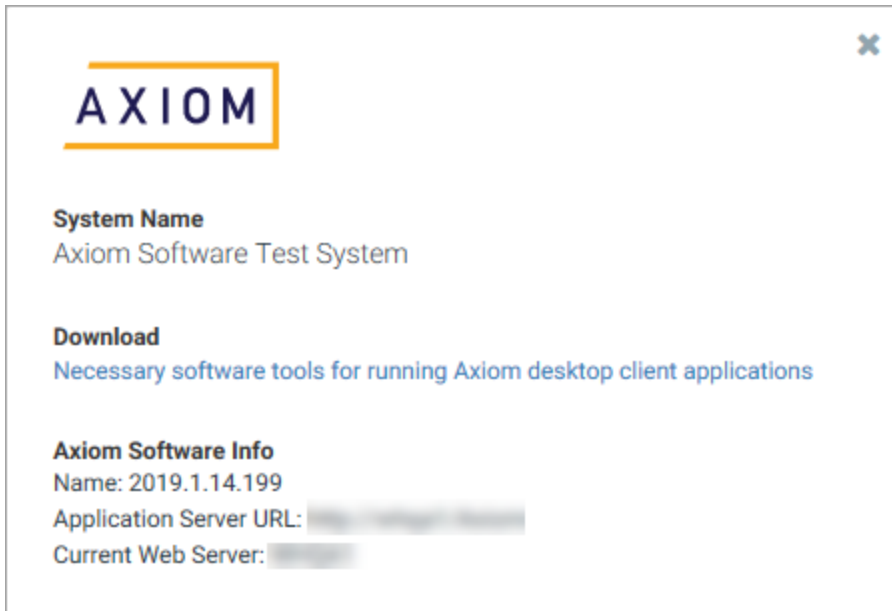 AXIOM
System Name
Axiom Software Test System
Download
Necessary software tools for running Axiom desktop client applications
Axiom Software Info
Name: 2019.1.14.199
Application Server URL:
Current Web Server: